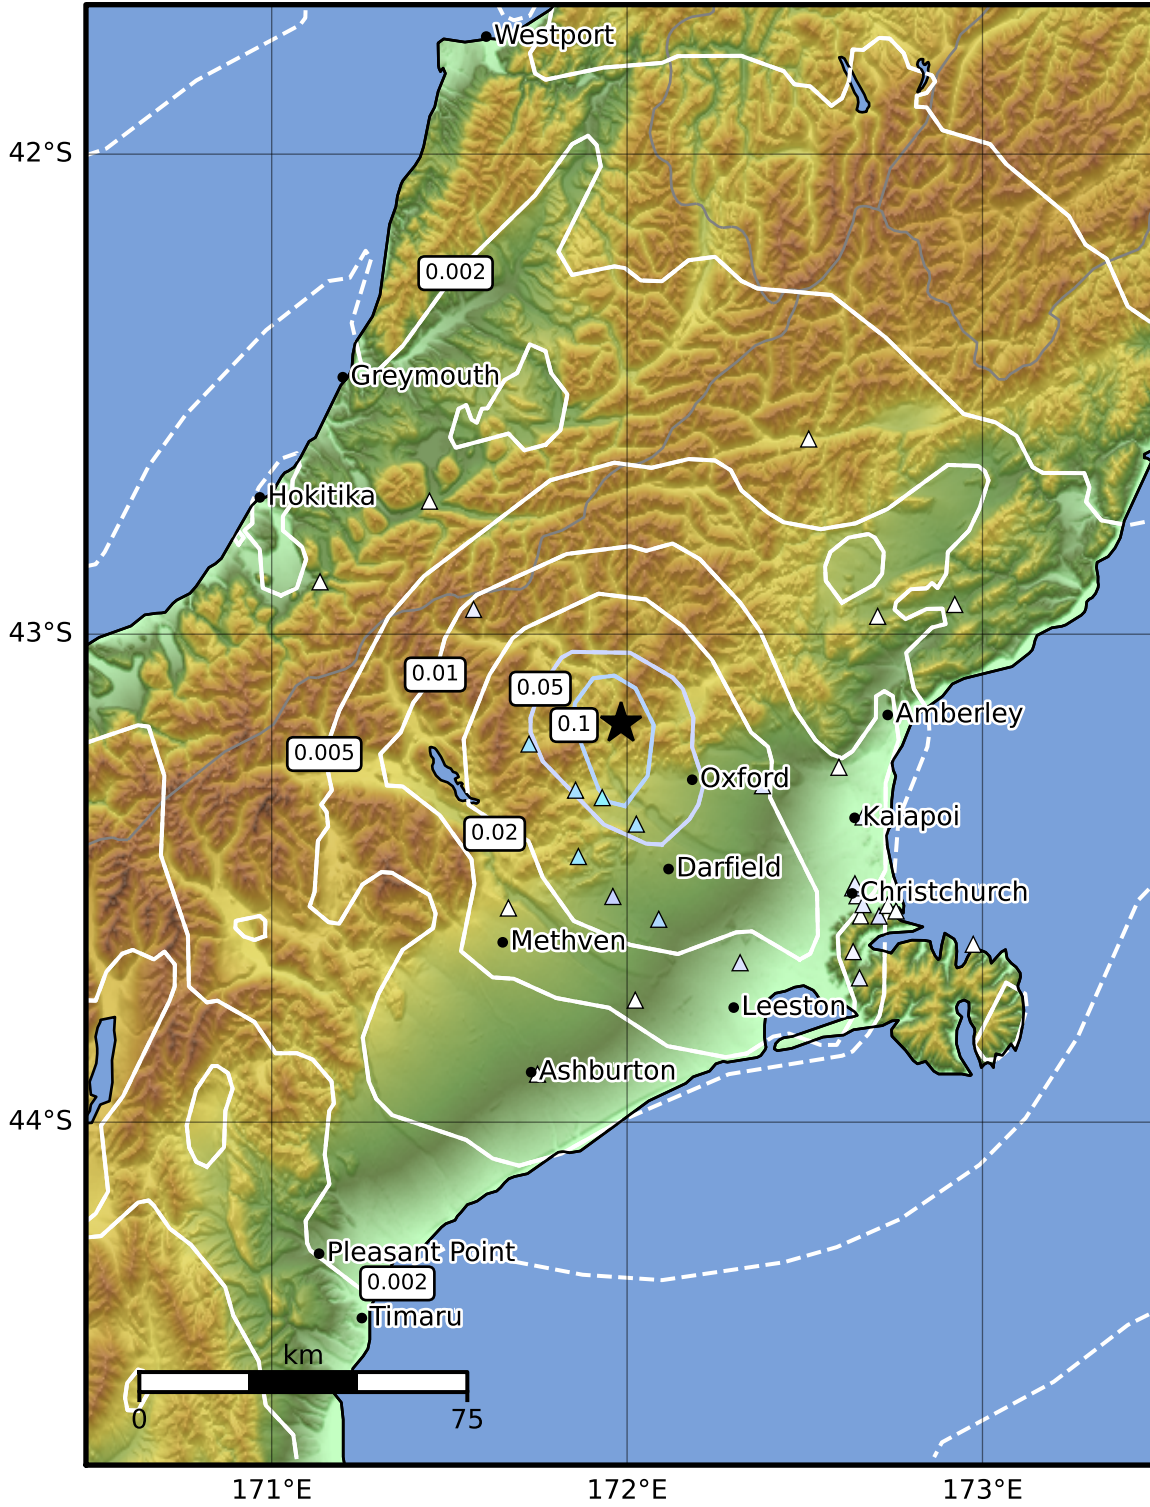 Westport
42°S
0.002
Greymouth
Hokitika
43°S
0.01
0.05
0.1
Amberley
0.005
Oxford
Kaiapoi
0.02
Darfield
Christchurch
Methven
Leeston
Ashburton
44°S
Pleasant Point
0.002
Timaru
km
0 75
171°E 172°E 173°E